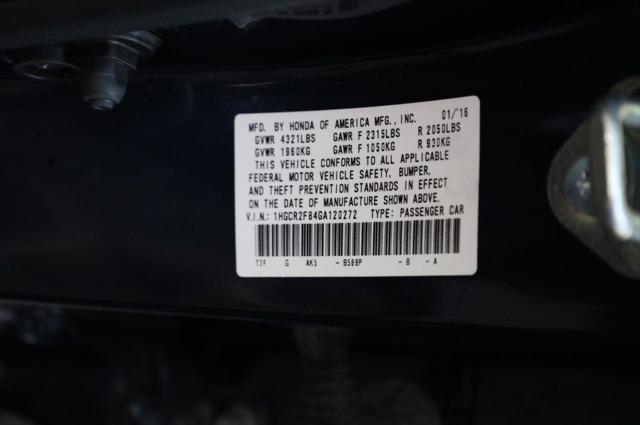 MFD. BY HONDA OF AMERICA MFG., INC. 01/'16
GVWR 4321LBS GAWR F 2315LBS R 2050LBS
GVWR 1960KG GAWR F 1050KG R 930KG
THIS VEHICLE CONFORMS TO ALL APPLICABLE
FEDERAL MOTOR VEHICLE SAFETY, BUMPER,
AND THEFT PREVENTION STANDARDS IN EFFECT
ON THE DATE OF MANUFACTURE SHOWN ABOVE.
V.I.N.: 1HGCR2F84GA120272 TYPE: PASSENGER CAR
T2F G AK5 - B588P - B - A